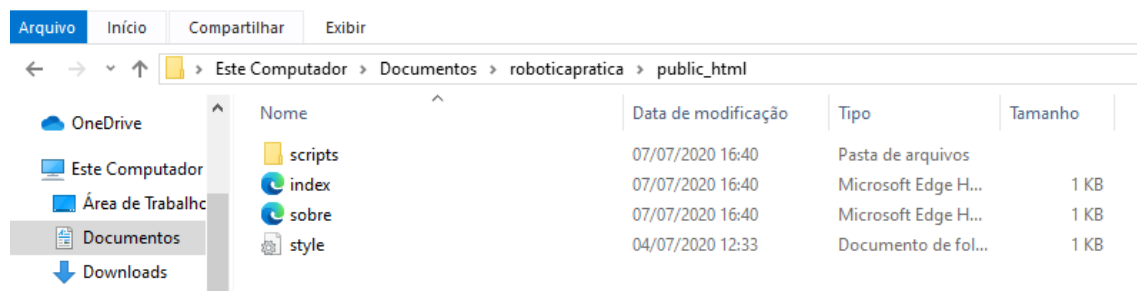 Arquivo Início Compartilhar Exibir
Este Computador > Documentos > roboticapratica > public_html
OneDrive
Este Computador
Área de Trabalho
Documentos
Downloads
Nome Data de modificação Tipo Tamanho
scripts 07/07/2020 16:40 Pasta de arquivos
index 07/07/2020 16:40 Microsoft Edge H... 1 KB
sobre 07/07/2020 16:40 Microsoft Edge H... 1 KB
style 04/07/2020 12:33 Documento de fol... 1 KB